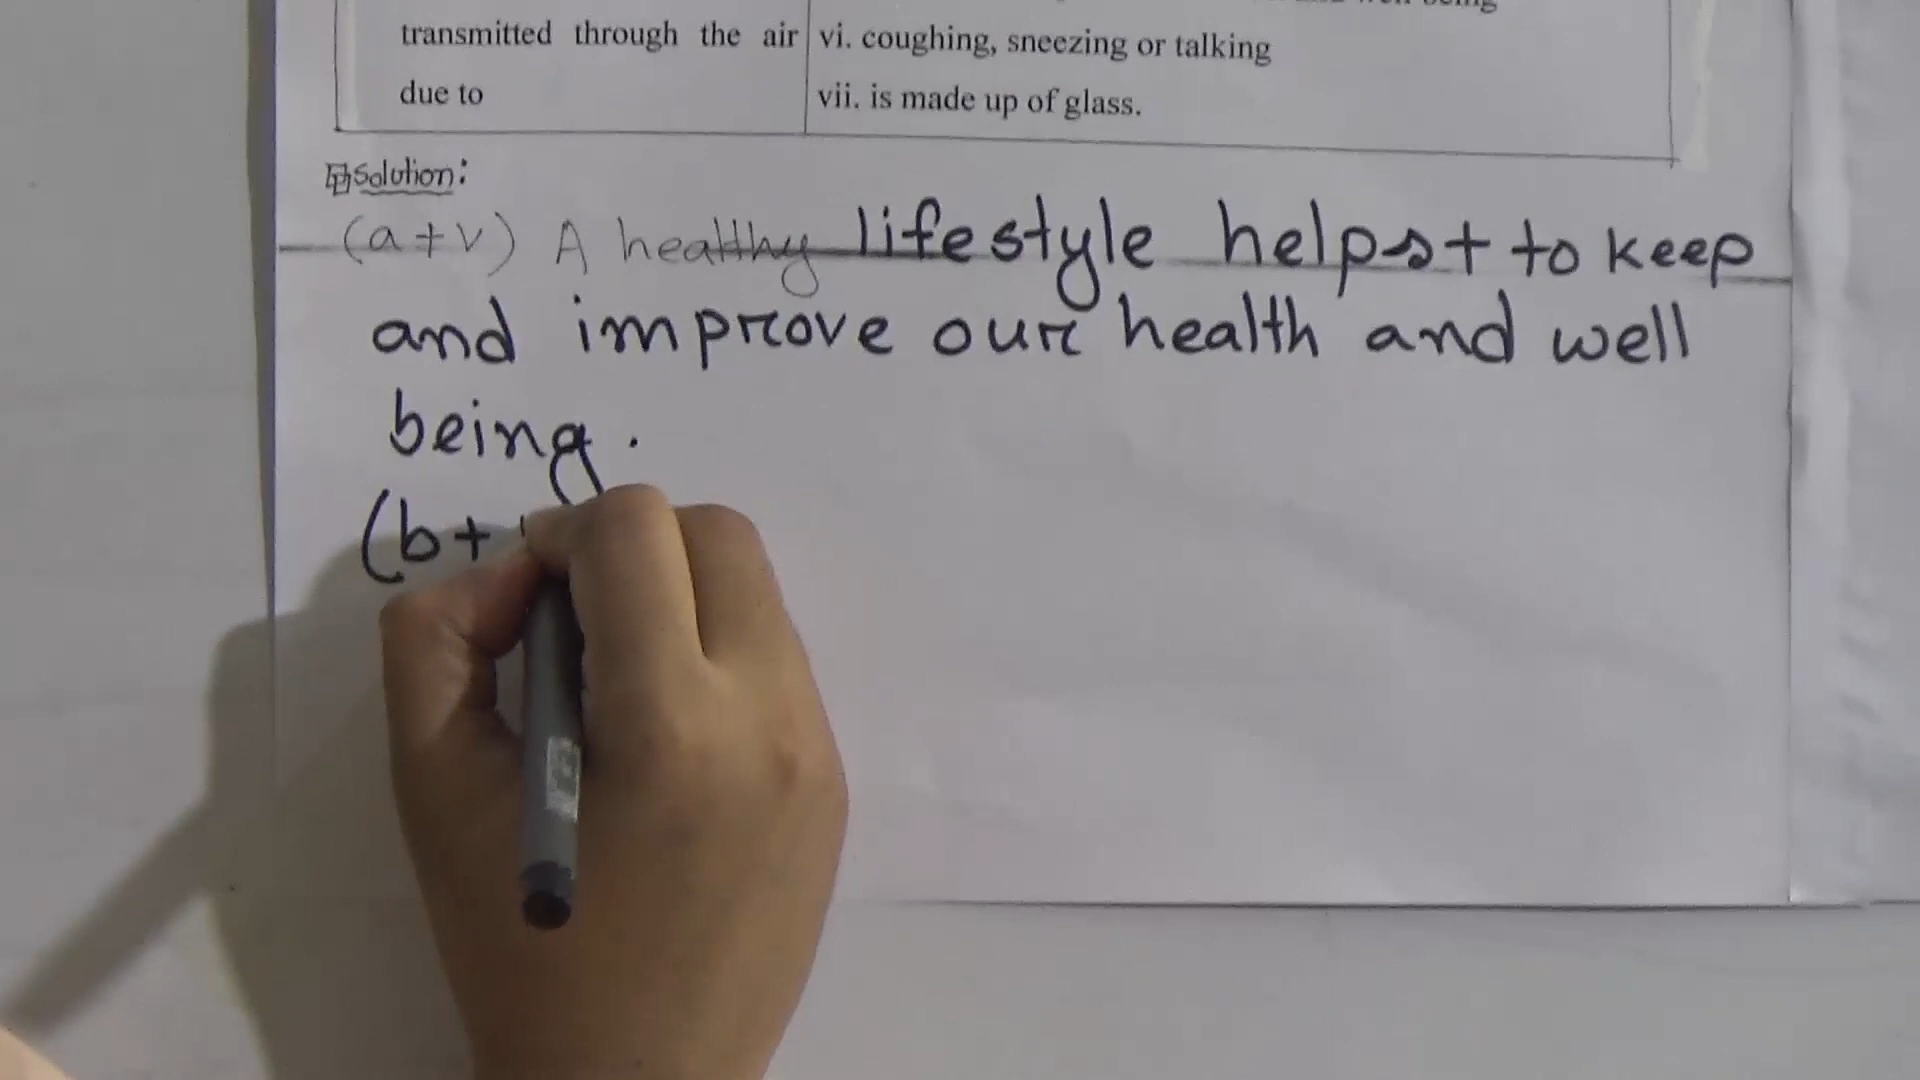 transmitted through the air
due to
vi. coughing, sneezing or talking
vii. is made up of glass.
Solution:
(a+v) A healthy lifestyle helps + to keep
and improve our health and well
being.
(b+